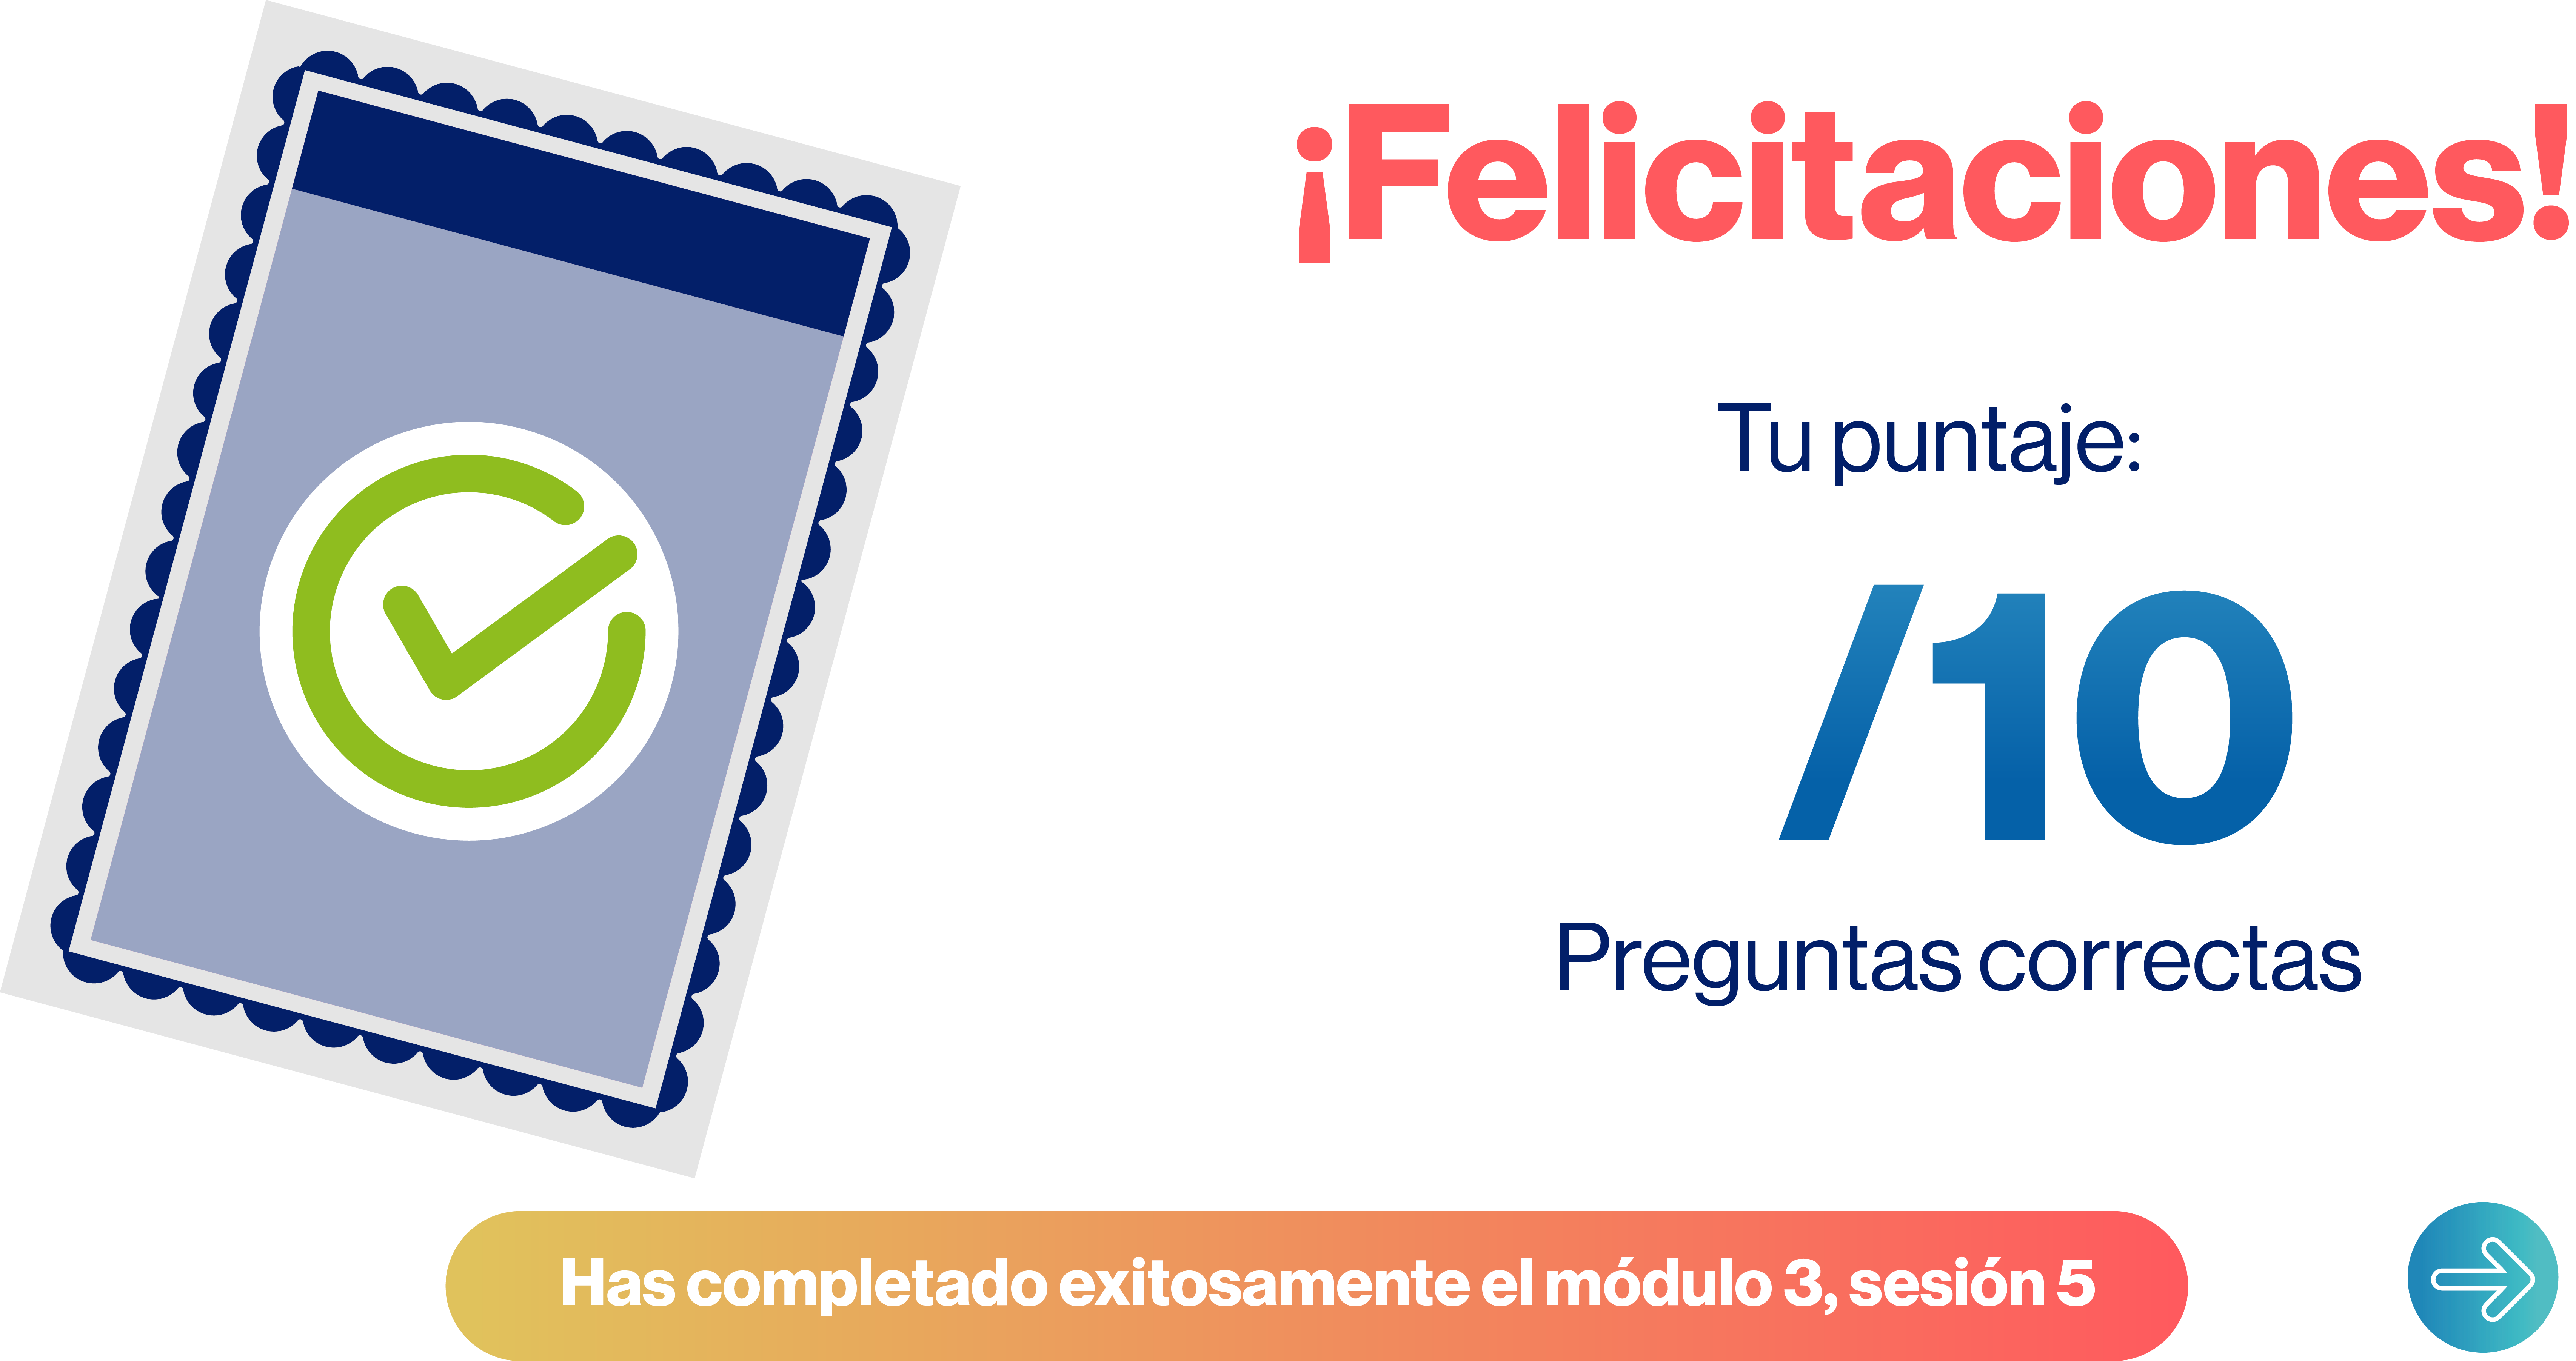 ¡Felicitaciones!
Tu puntaje:
/10
Preguntas correctas
Has completado exitosamente el módulo 3, sesión 5